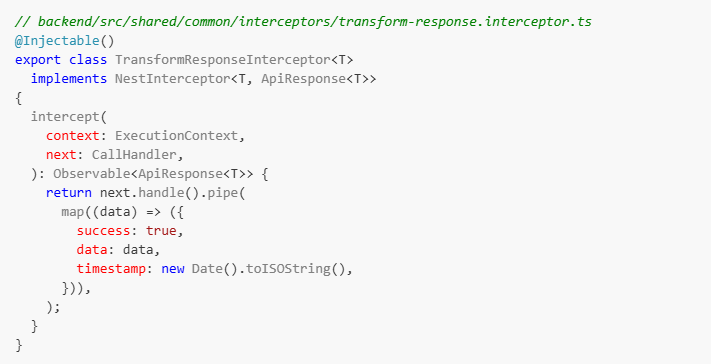 // backend/src/shared/common/interceptors/transform-response.interceptor.ts
@Injectable()
export class TransformResponseInterceptor<T>
  implements NestInterceptor<T, ApiResponse<T>>
{
  intercept(
    context: ExecutionContext,
    next: CallHandler,
  ): Observable<ApiResponse<T>> {
    return next.handle().pipe(
      map((data) => ({
        success: true,
        data: data,
        timestamp: new Date().toISOString(),
      })),
    );
  }
}